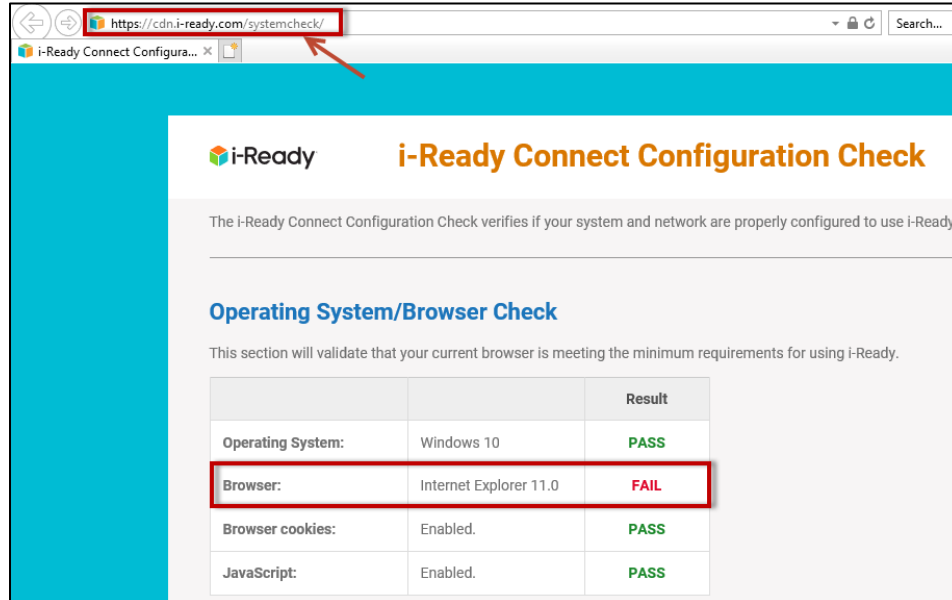 https://cdn.i-ready.com/systemcheck/
Search...
i-Ready Connect Configura...
i-Ready
i-Ready Connect Configuration Check
The i-Ready Connect Configuration Check verifies if your system and network are properly configured to use i-Ready
Operating System/Browser Check
This section will validate that your current browser is meeting the minimum requirements for using i-Ready.
Result
Operating System: Windows 10 PASS
Browser: Internet Explorer 11.0 FAIL
Browser cookies: Enabled. PASS
JavaScript: Enabled. PASS